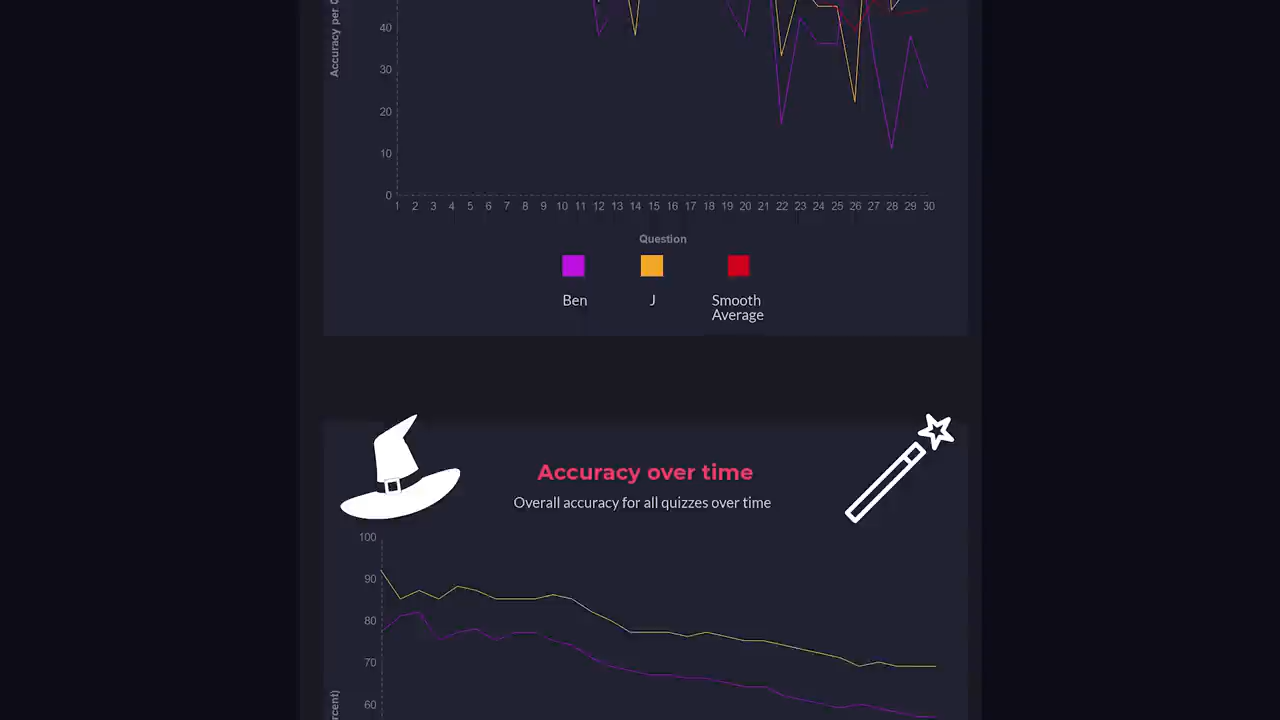 Accuracy per
40
30
20
10
0
1 2 3 4 5 6 7 8 9 10 11 12 13 14 15 16 17 18 19 20 21 22 23 24 25 26 27 28 29 30
Question
Ben
J
Smooth
Average
Accuracy over time
Overall accuracy for all quizzes over time
100
90
80
70
60